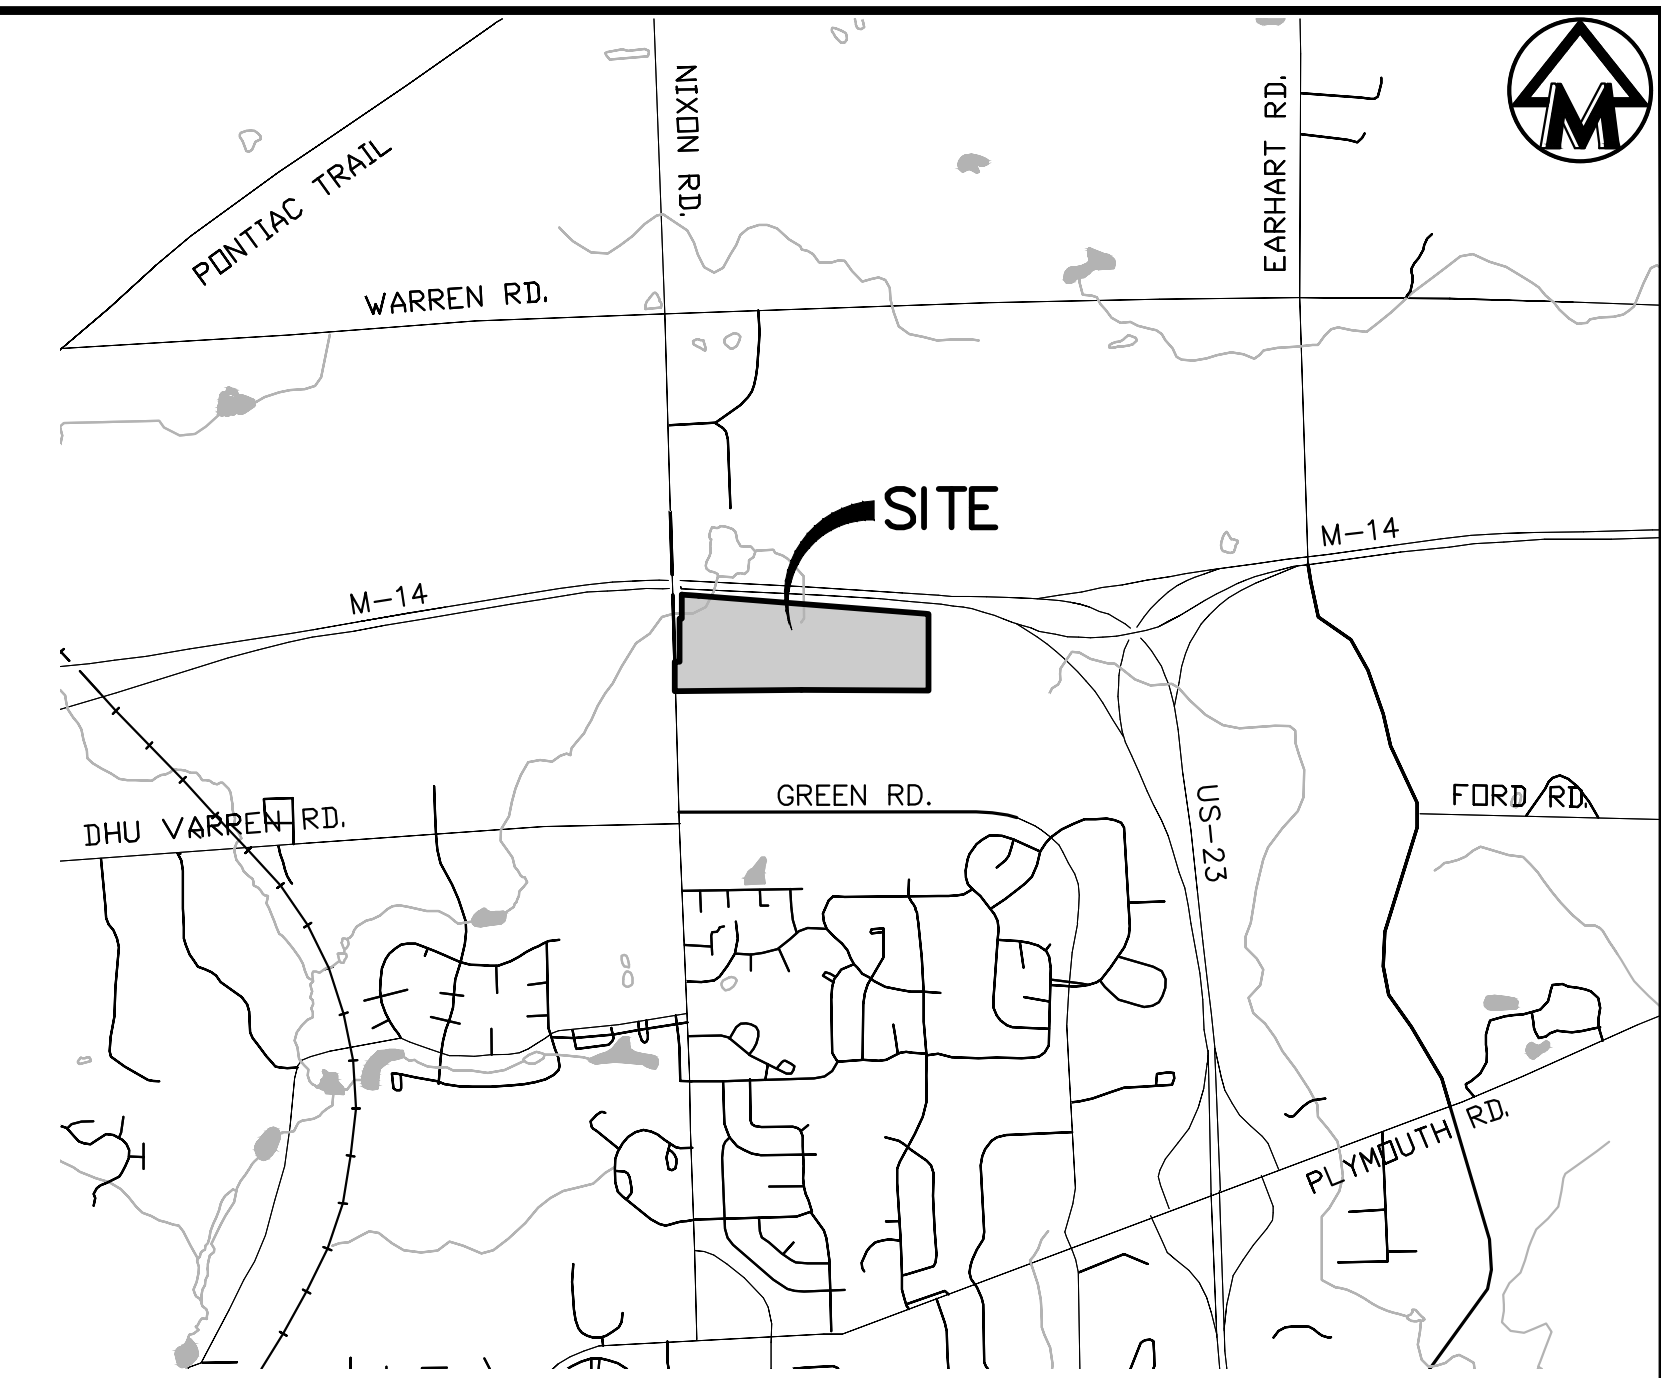 NIXON RD.
EARHART RD.
M
PONTIAC TRAIL
WARREN RD.
SITE
M-14
M-14
GREEN RD.
FORD RD.
DHU VARREN RD.
US-23
PLYMOUTH RD.